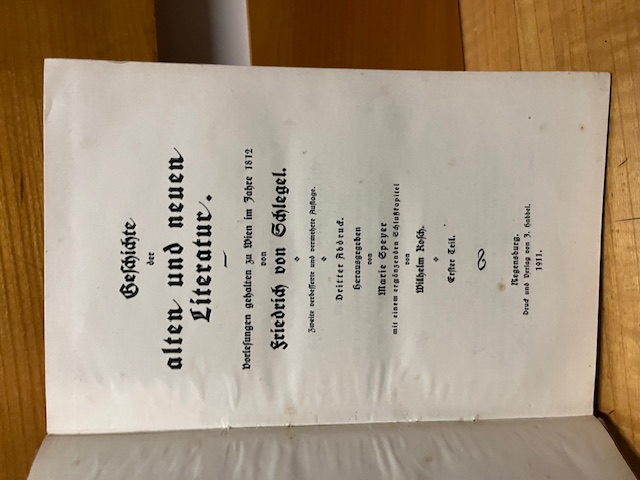 Geschichte
der
alten und neuen
Literatur.
Vorlesungen gehalten zu Wien im Jahre 1812
von
Friedrich von Schlegel.
Zweite verbesserte und vermehrte Auflage.
Dritter Abdruck.
Herausgegeben
von
Marie Speyer
mit einem ergänzenden Schlußkapitel
von
Wilhelm Kosch.
Erster Teil.
Regensburg.
Druck und Verlag von J. Habbel.
1911.